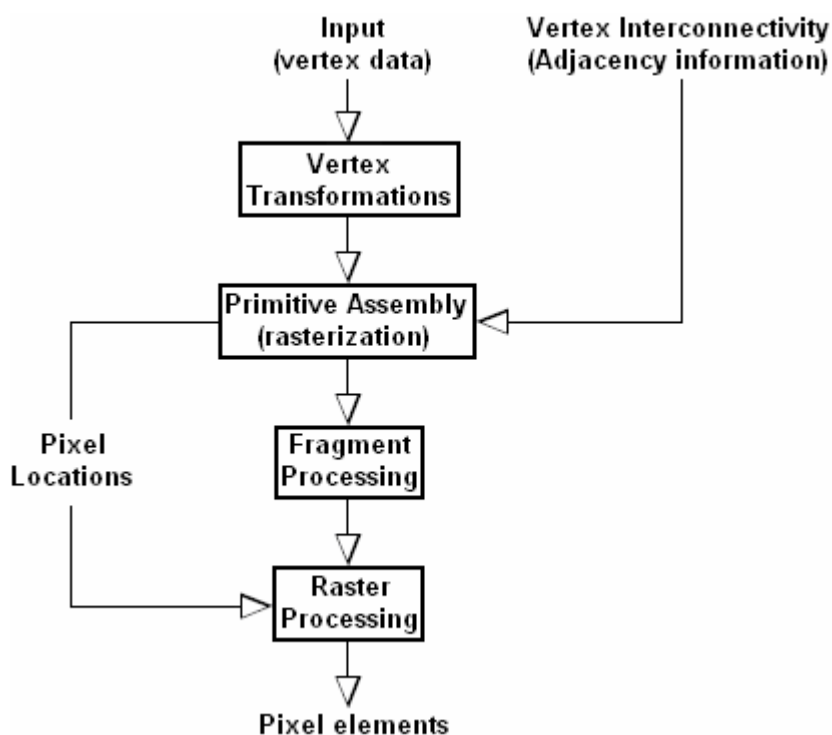 Input
(vertex data)
Vertex Interconnectivity
(Adjacency information)
Vertex
Transformations
Primitive Assembly
(rasterization)
Pixel
Locations
Fragment
Processing
Raster
Processing
Pixel elements